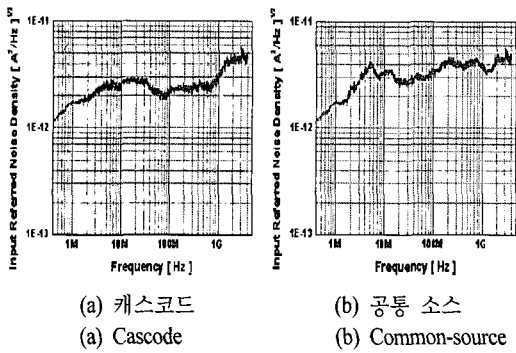 Input Referred Noise Density [ A²/Hz ]^1/2
1E-11
1E-12
1E-13
1M
10M
100M
1G
Frequency [ Hz ]
Input Referred Noise Density [ A²/Hz ]^1/2
1E-11
1E-12
1E-13
1M
10M
100M
1G
Frequency [ Hz ]
(a) 캐스코드
(b) 공통 소스
(a) Cascode
(b) Common-source